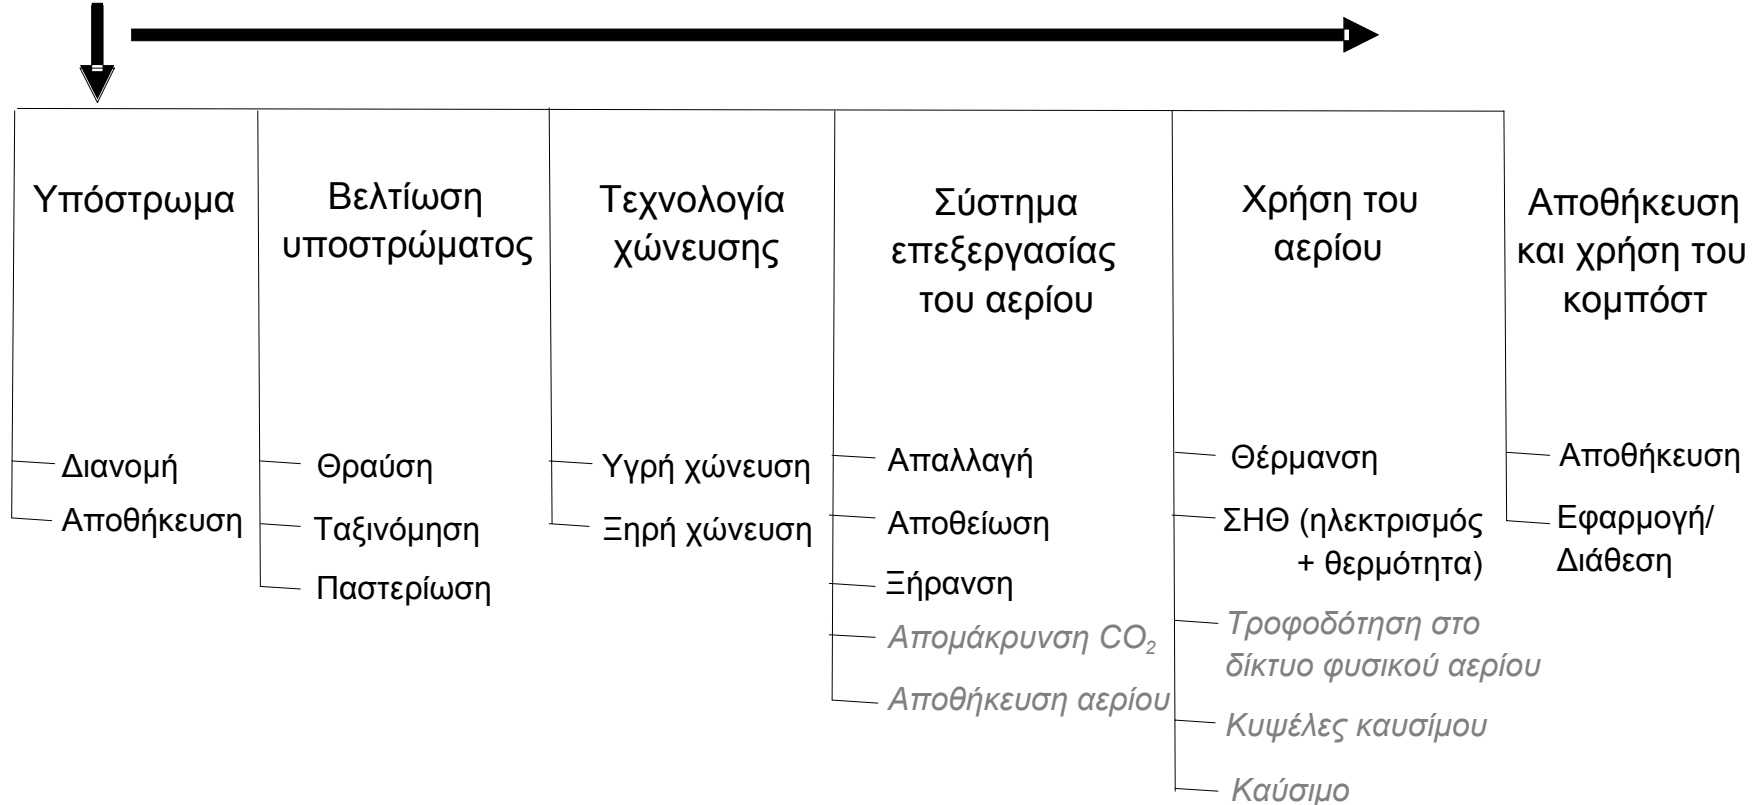 Υπόστρωμα
Βελτίωση
υποστρώματος
Τεχνολογία
χώνευσης
Σύστημα
επεξεργασίας
του αερίου
Χρήση του
αερίου
Αποθήκευση
και χρήση του
κομπόστ
Διανομή
Αποθήκευση
Θραύση
Ταξινόμηση
Παστερίωση
Υγρή χώνευση
Ξηρή χώνευση
Απαλλαγή
Αποθείωση
Ξήρανση
Απομάκρυνση CO₂
Αποθήκευση αερίου
Θέρμανση
ΣΗΘ (ηλεκτρισμός
+ θερμότητα)
Τροφοδότηση στο
δίκτυο φυσικού αερίου
Κυψέλες καυσίμου
Καύσιμο
Αποθήκευση
Εφαρμογή/
Διάθεση